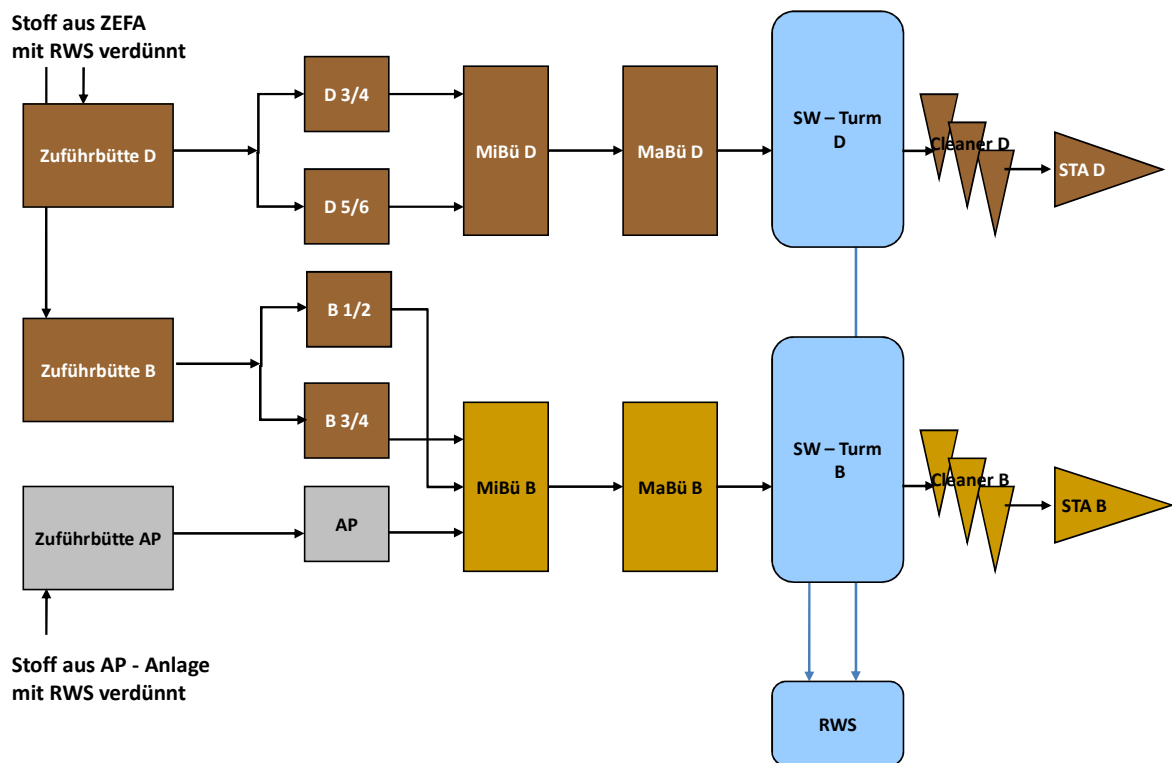 Stoff aus ZEFA
mit RWS verdünnt
Zuführbütte D
D 3/4
D 5/6
MiBü D
MaBü D
SW – Turm
D
Cleaner D
STA D
Zuführbütte B
B 1/2
B 3/4
MiBü B
MaBü B
SW – Turm
B
Cleaner B
STA B
Zuführbütte AP
AP
Stoff aus AP - Anlage
mit RWS verdünnt
RWS